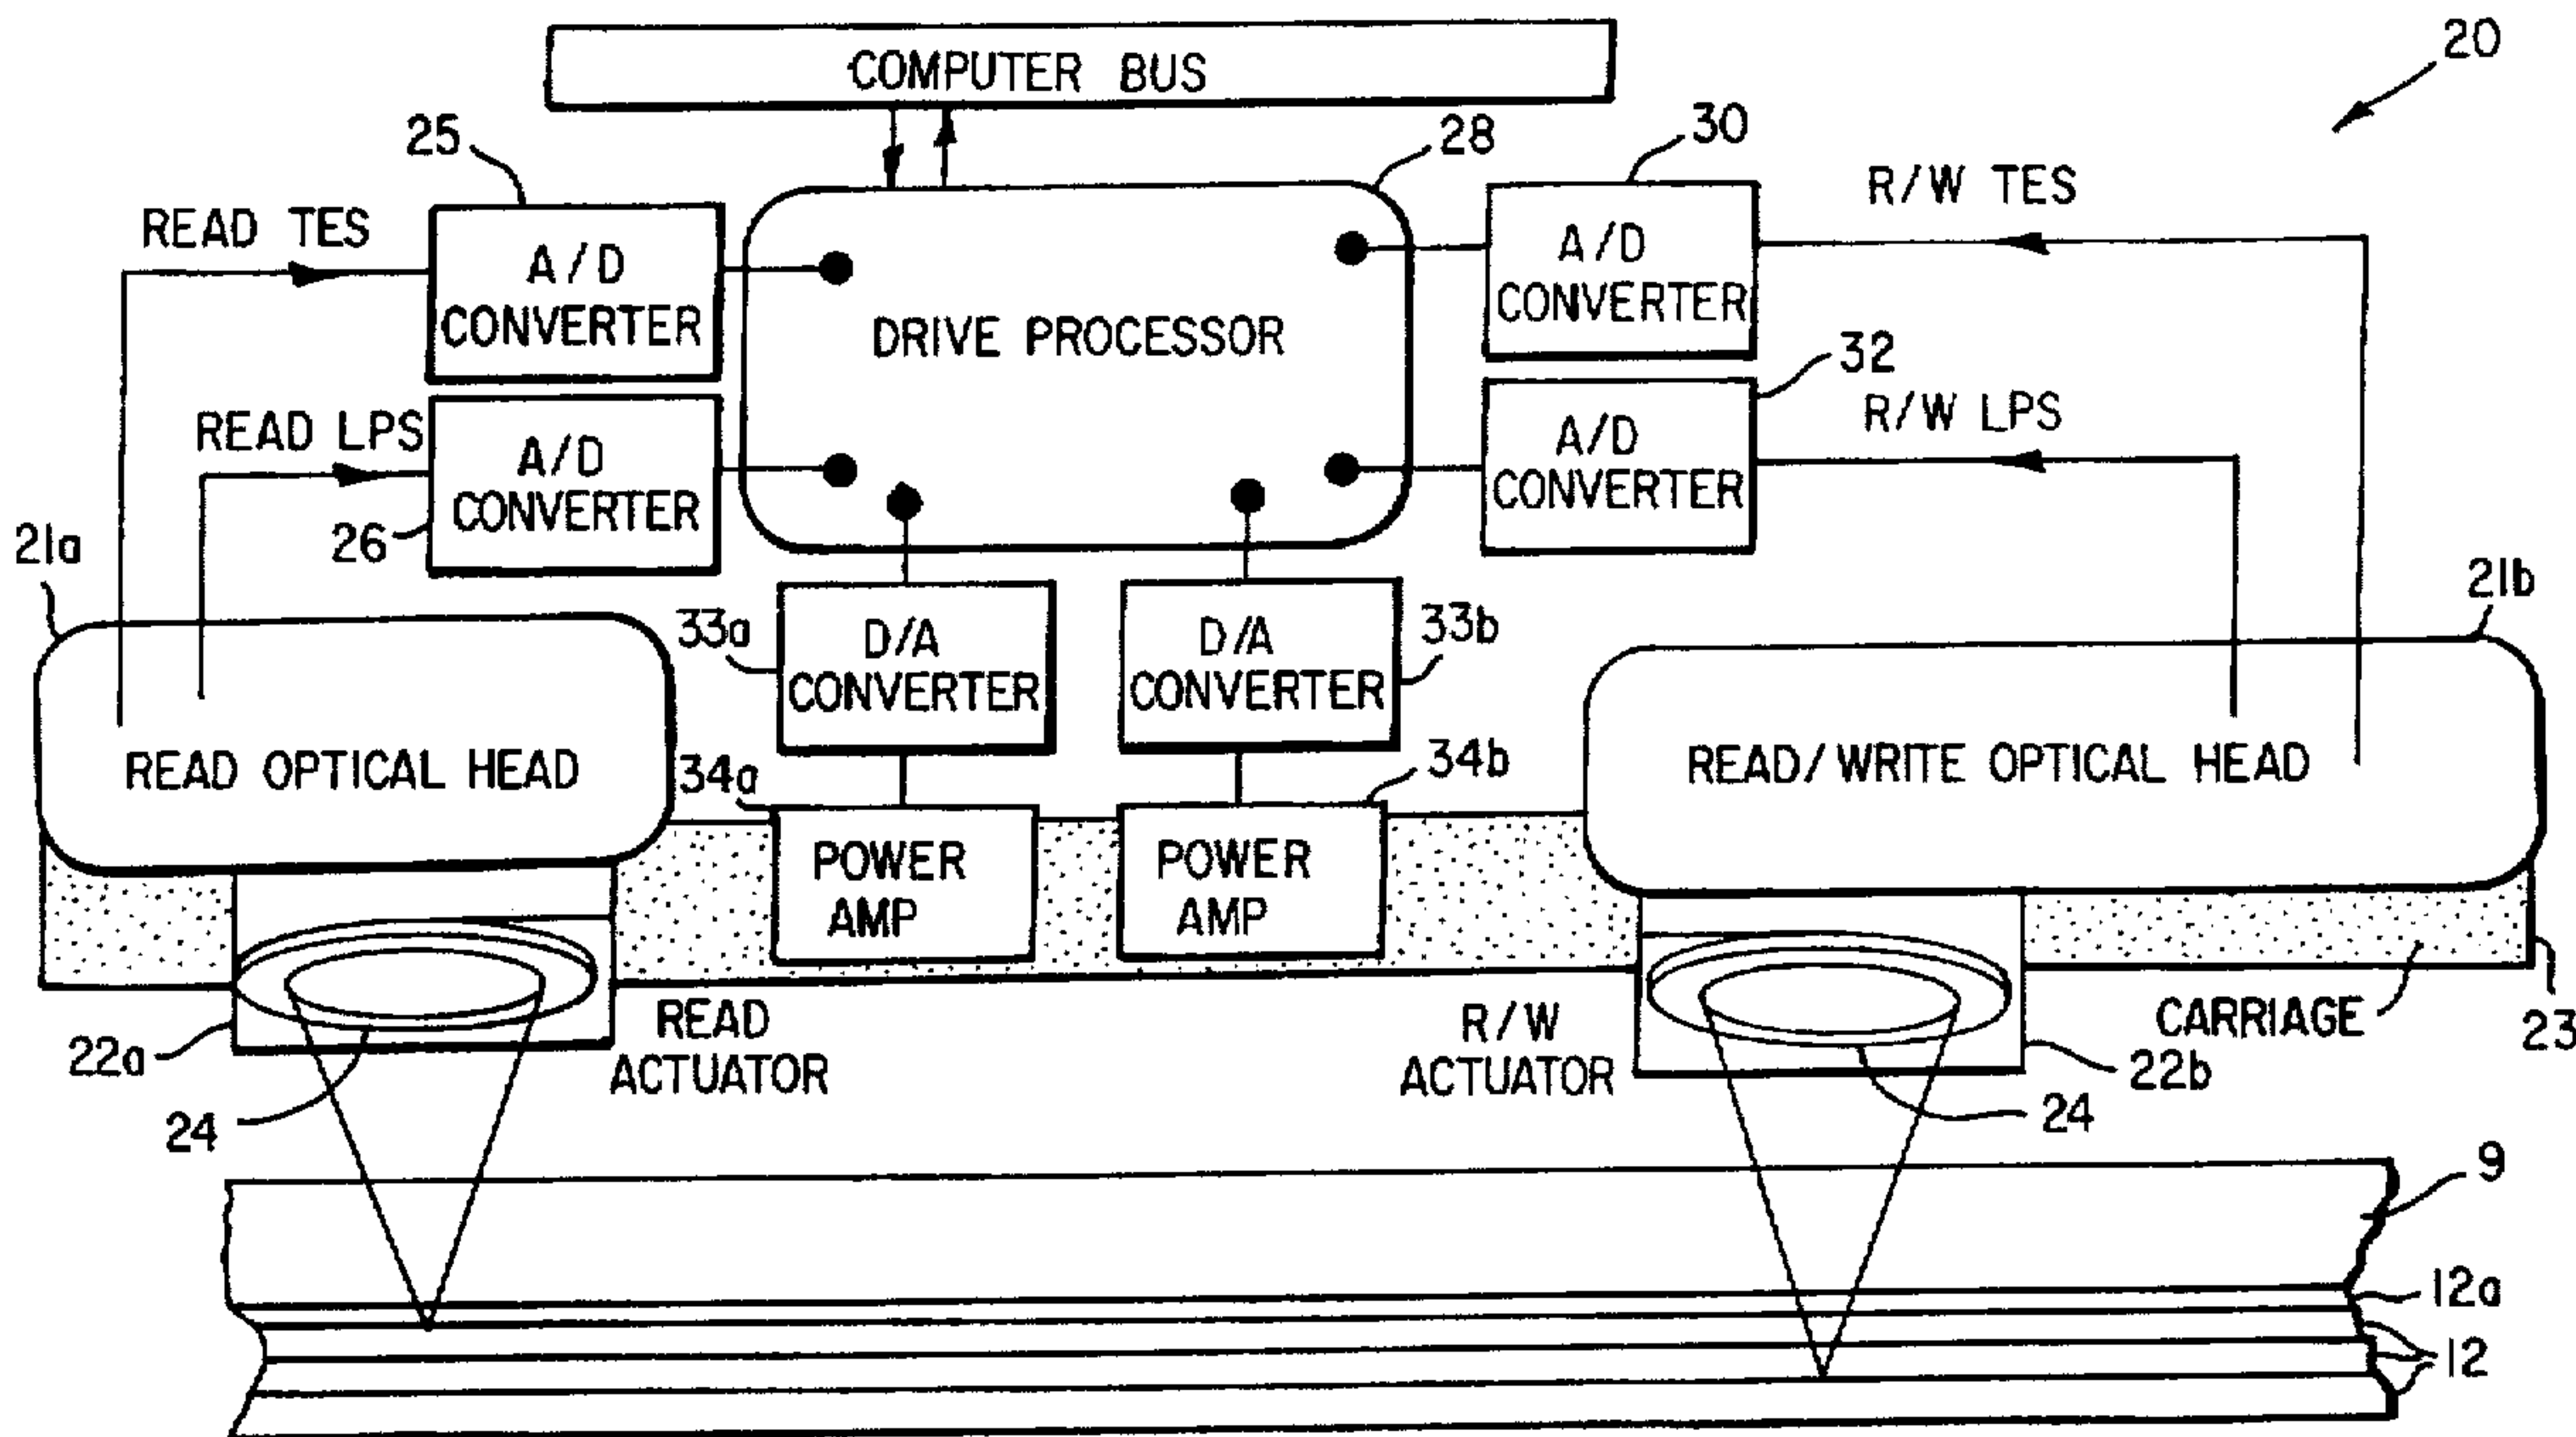 20
COMPUTER BUS
25
28
30
READ TES
A/D
CONVERTER
DRIVE PROCESSOR
A/D
CONVERTER
R/W TES
32
READ LPS
A/D
CONVERTER
26
A/D
CONVERTER
R/W LPS
21a
21b
33a
D/A
CONVERTER
D/A
CONVERTER
33b
READ OPTICAL HEAD
34a
34b
READ/WRITE OPTICAL HEAD
POWER
AMP
POWER
AMP
22a
READ
ACTUATOR
R/W
ACTUATOR
CARRIAGE
23
22b
24
24
9
12a
12